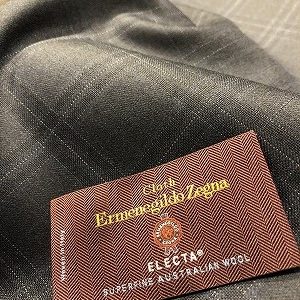 Cloth
Ermenegildo Zegna
ELECTA®
SUPERFINE AUSTRALIAN WOOL